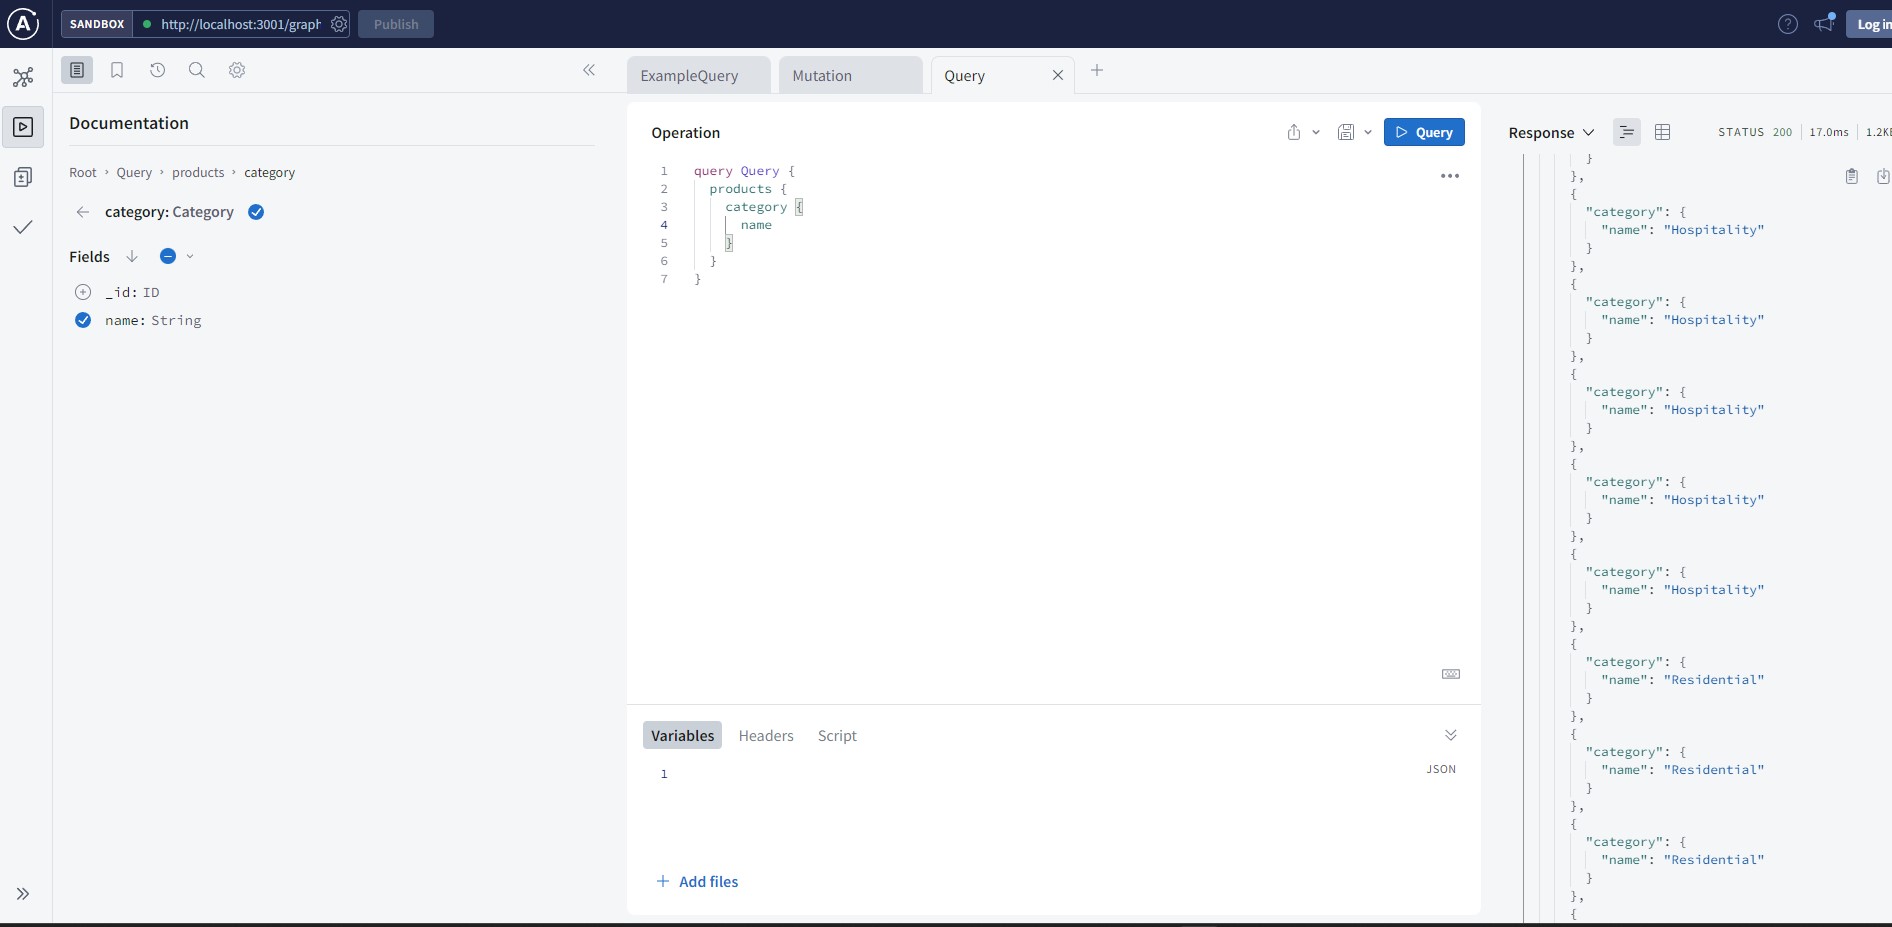 SANDBOX
http://localhost:3001/graph
Publish
Log in
ExampleQuery
Mutation
Query
Documentation
Root › Query › products › category
category: Category
Fields
_id: ID
name: String
Operation
Query
1 query Query {
2 products {
3 category {
4 name
5 }
6 }
7 }
Variables
Headers
Script
JSON
1
+ Add files
Response
STATUS 200
17.0ms
}
},
{
"category": {
"name": "Hospitality"
}
},
{
"category": {
"name": "Hospitality"
}
},
{
"category": {
"name": "Hospitality"
}
},
{
"category": {
"name": "Hospitality"
}
},
{
"category": {
"name": "Hospitality"
}
},
{
"category": {
"name": "Residential"
}
},
{
"category": {
"name": "Residential"
}
},
{
"category": {
"name": "Residential"
}
},
{